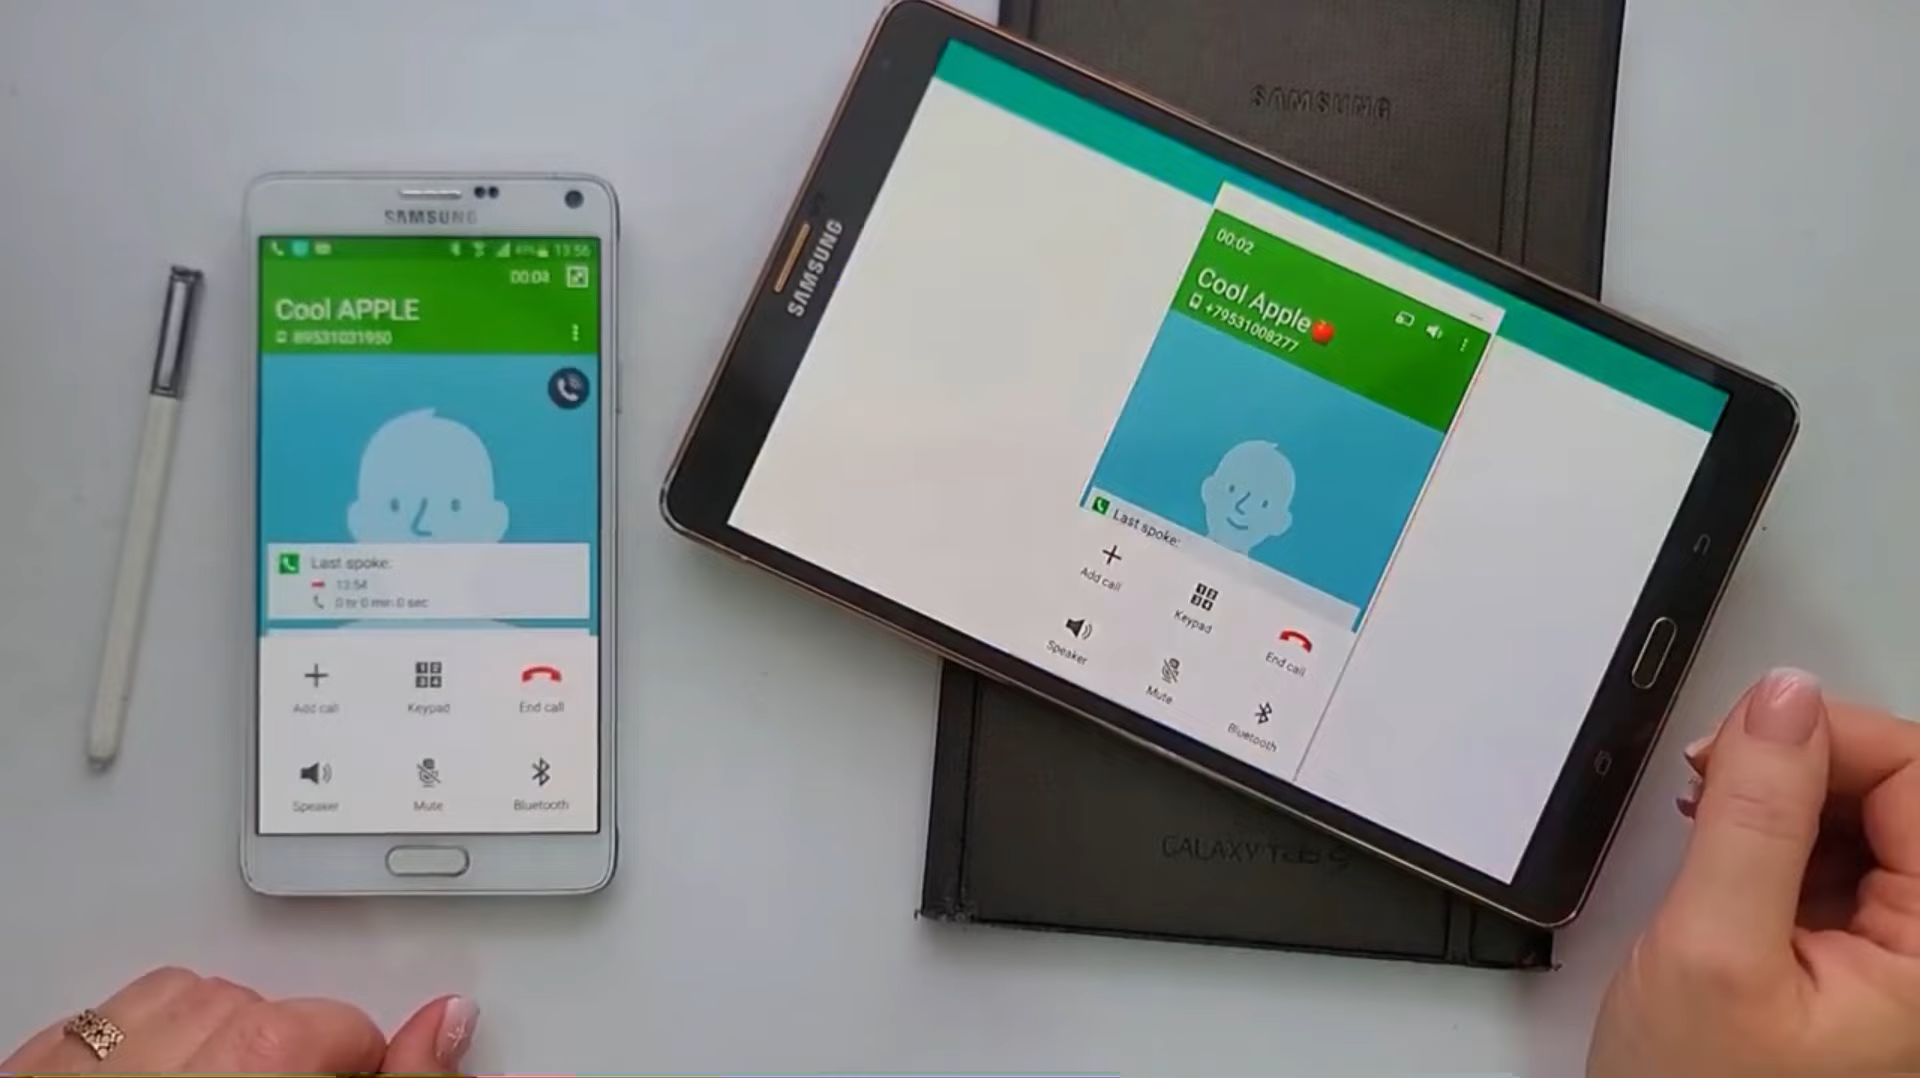 SAMSUNG
13:56
00:04
Cool APPLE
89531031950
Last spoke:
13:54
0 hr 0 min 0 sec
Add call
Keypad
End call
Speaker
Mute
Bluetooth
SAMSUNG
SAMSUNG
00:02
Cool Apple🍎
+79531008277
Last spoke:
Add call
Keypad
End call
Speaker
Mute
Bluetooth
GALAXY Tab S